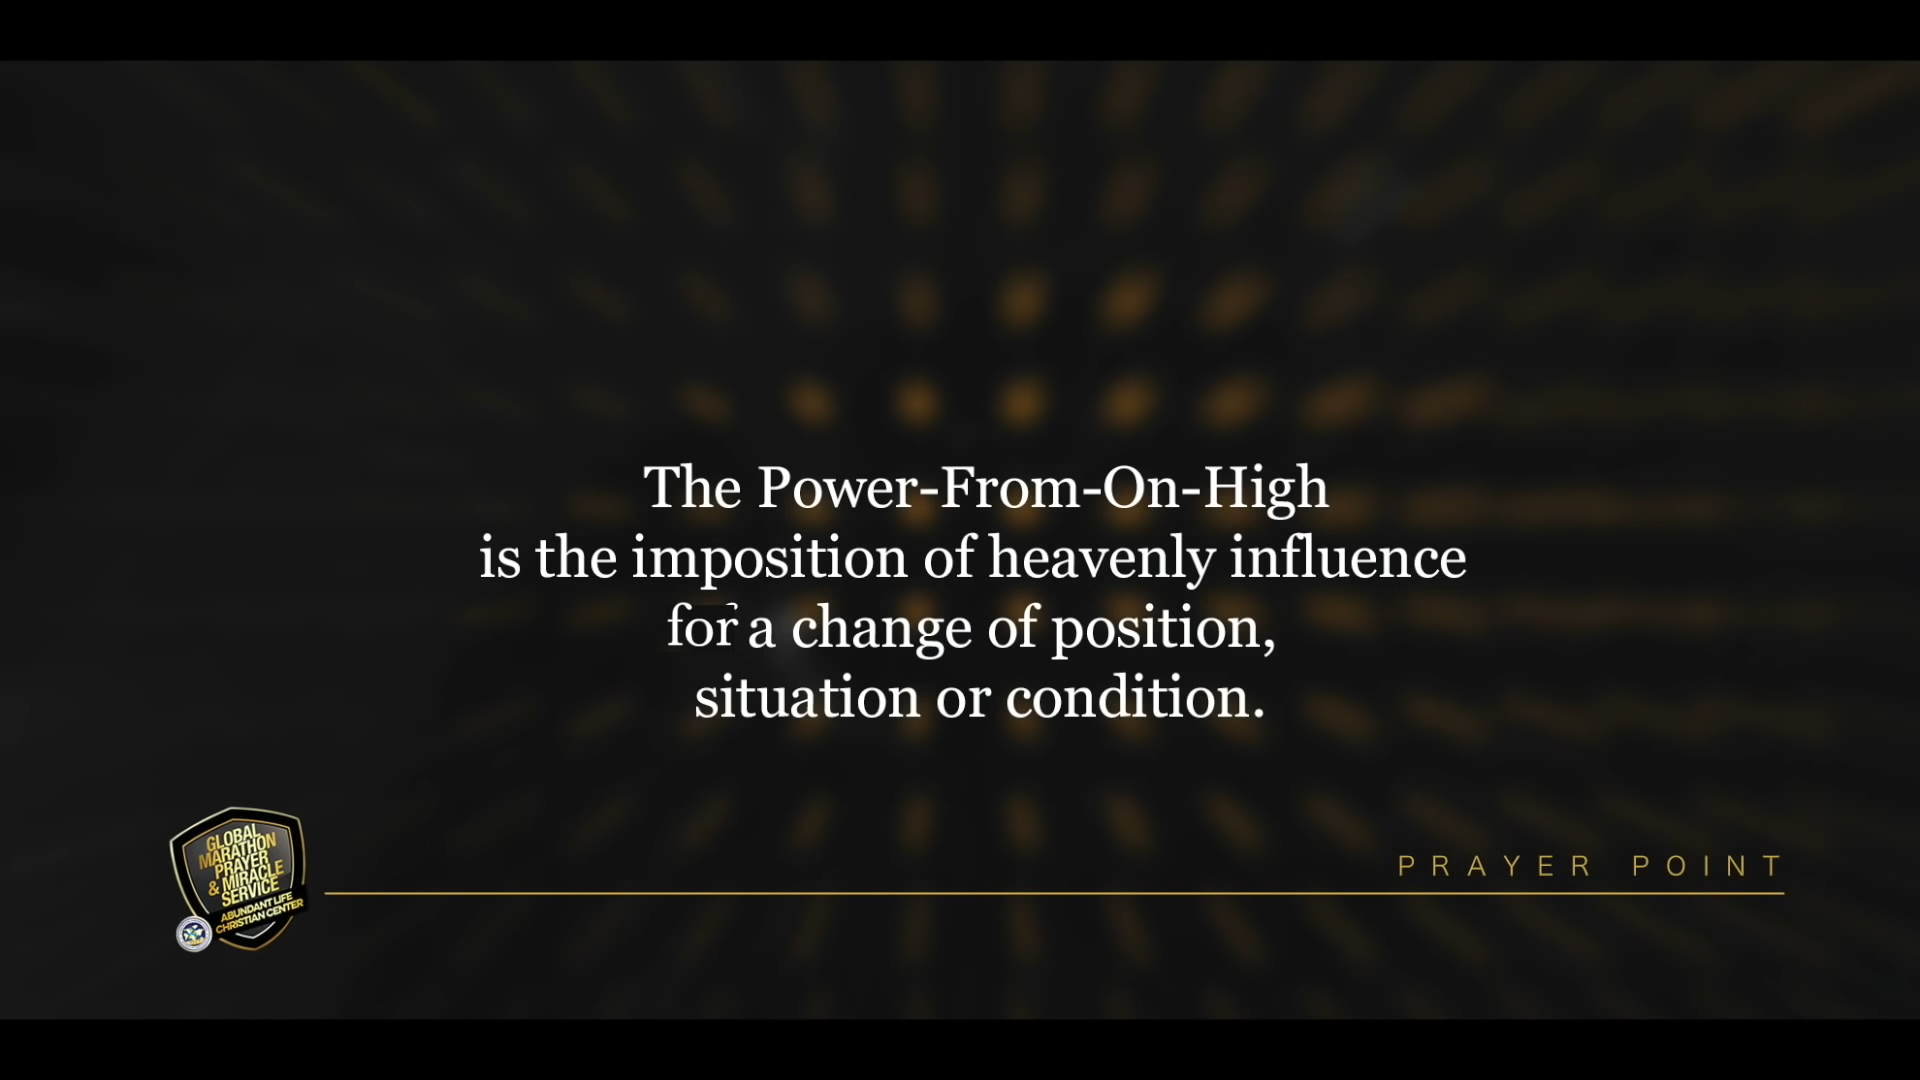 The Power-From-On-High
is the imposition of heavenly influence
for a change of position,
situation or condition.
PRAYER POINT
GLOBAL
MARATHON
PRAYER
& MIRACLE
SERVICE
ABUNDANT LIFE
CHRISTIAN CENTER